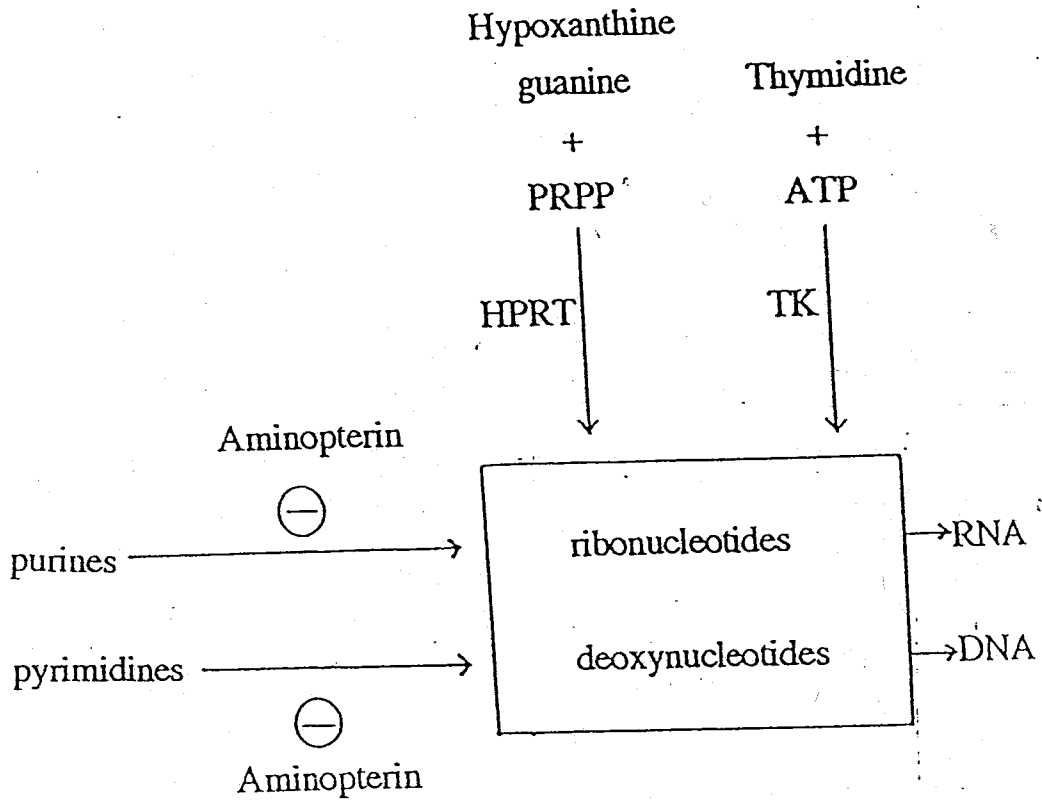 Hypoxanthine
guanine
+
PRPP
HPRT
Thymidine
+
ATP
TK
Aminopterin
−
purines
pyrimidines
−
Aminopterin
ribonucleotides
deoxynucleotides
RNA
DNA